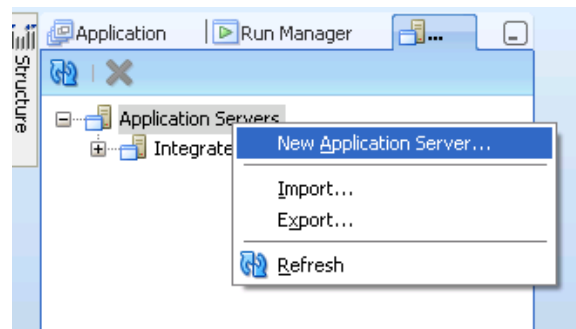 Application
Run Manager
...
Structure
Application Servers
Integrate
New Application Server...
Import...
Export...
Refresh